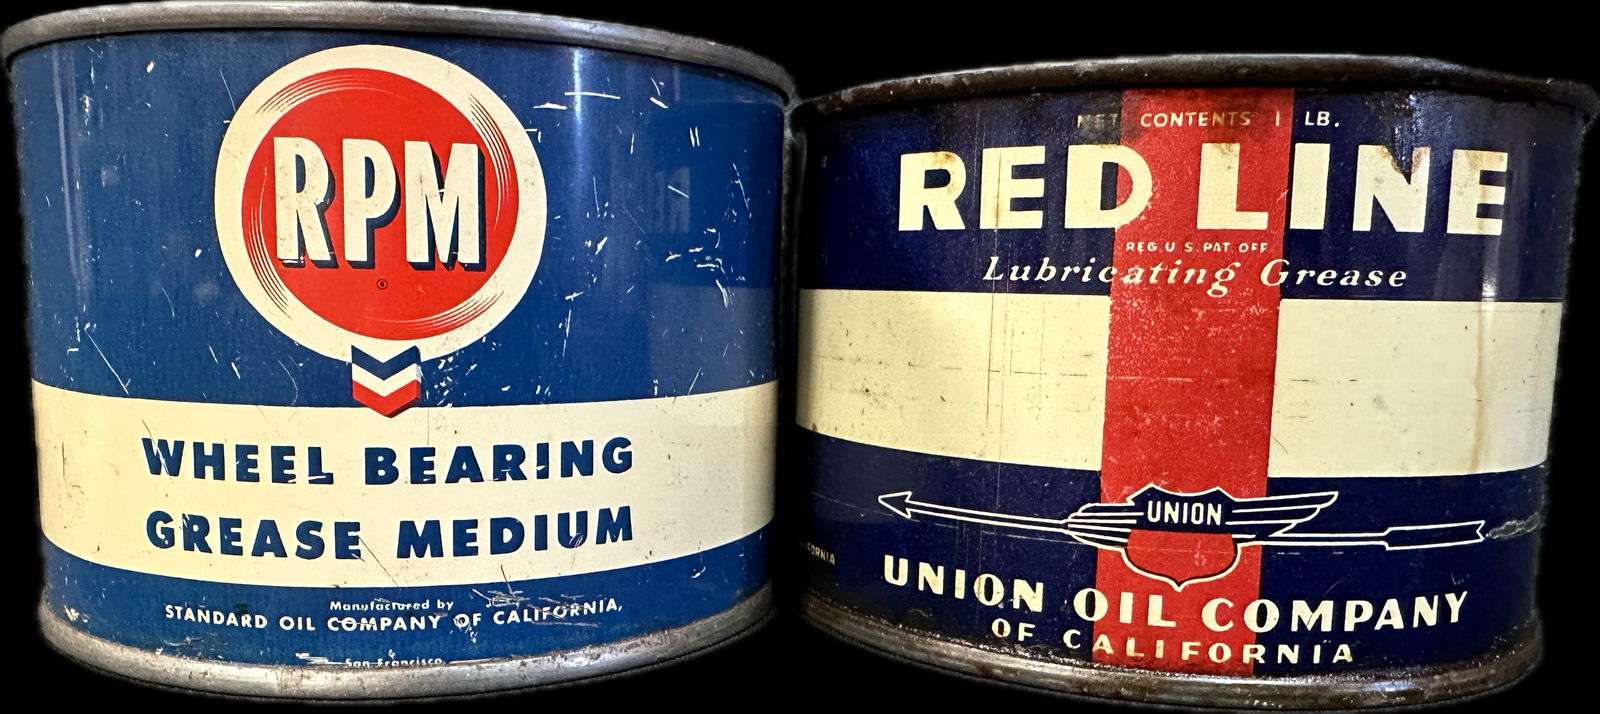 RPM
®
WHEEL BEARING
GREASE MEDIUM
Manufactured by
STANDARD OIL COMPANY OF CALIFORNIA,
San Francisco
NET CONTENTS 1 LB.
RED LINE
REG. U.S. PAT. OFF
Lubricating Grease
UNION
UNION OIL COMPANY
OF CALIFORNIA